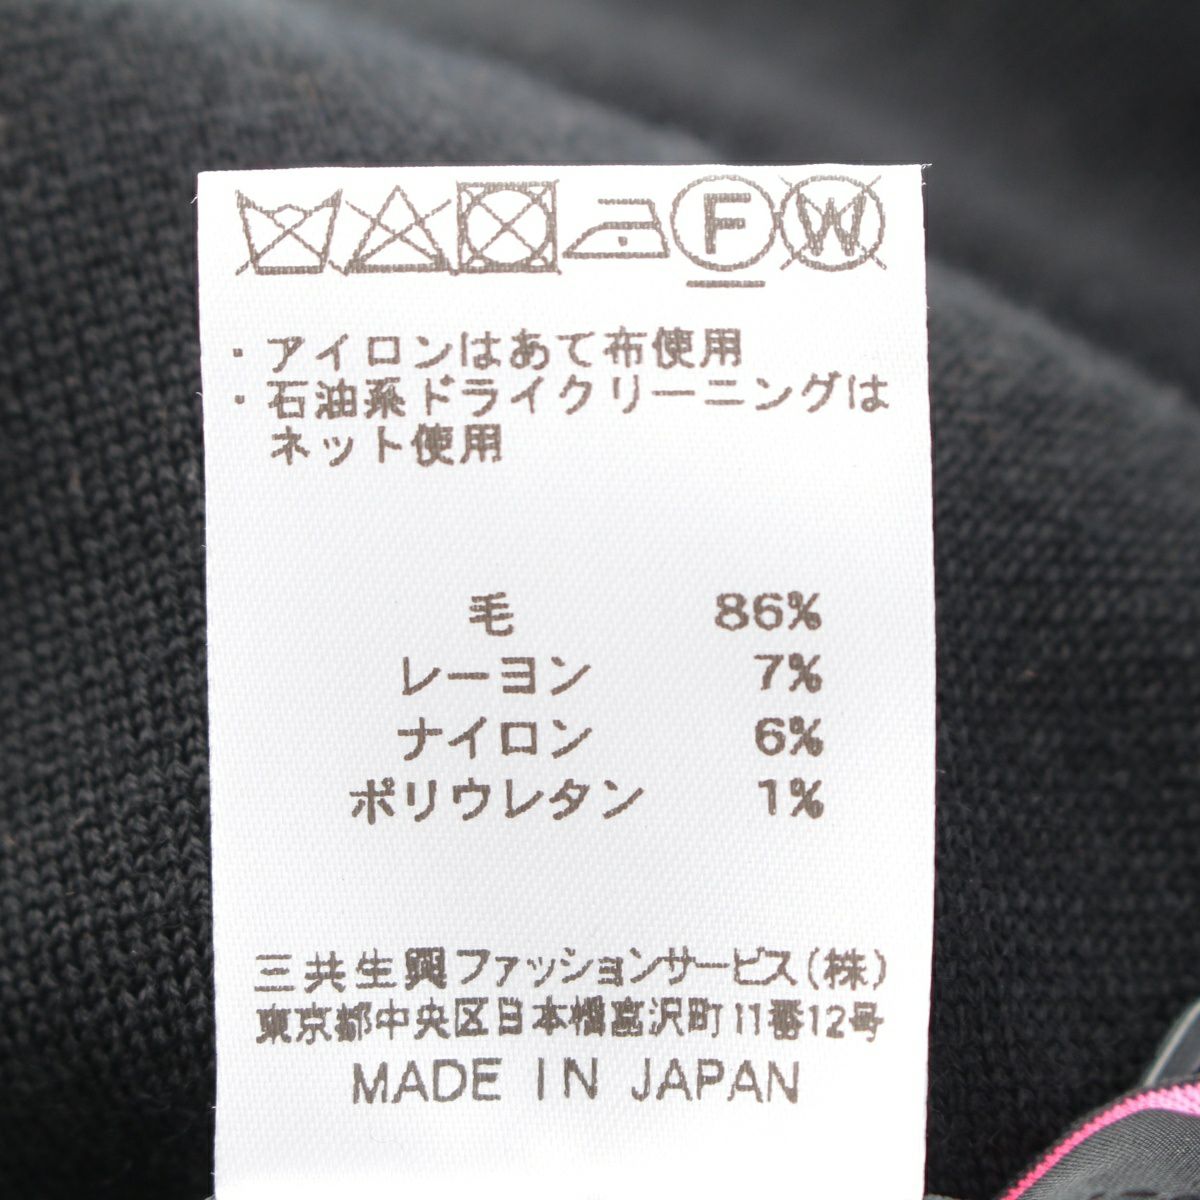 F W
・アイロンはあて布使用
・石油系ドライクリーニングは
ネット使用
毛 86%
レーヨン 7%
ナイロン 6%
ポリウレタン 1%
三共生興ファッションサービス(株)
東京都中央区日本橋富沢町11番12号
MADE IN JAPAN